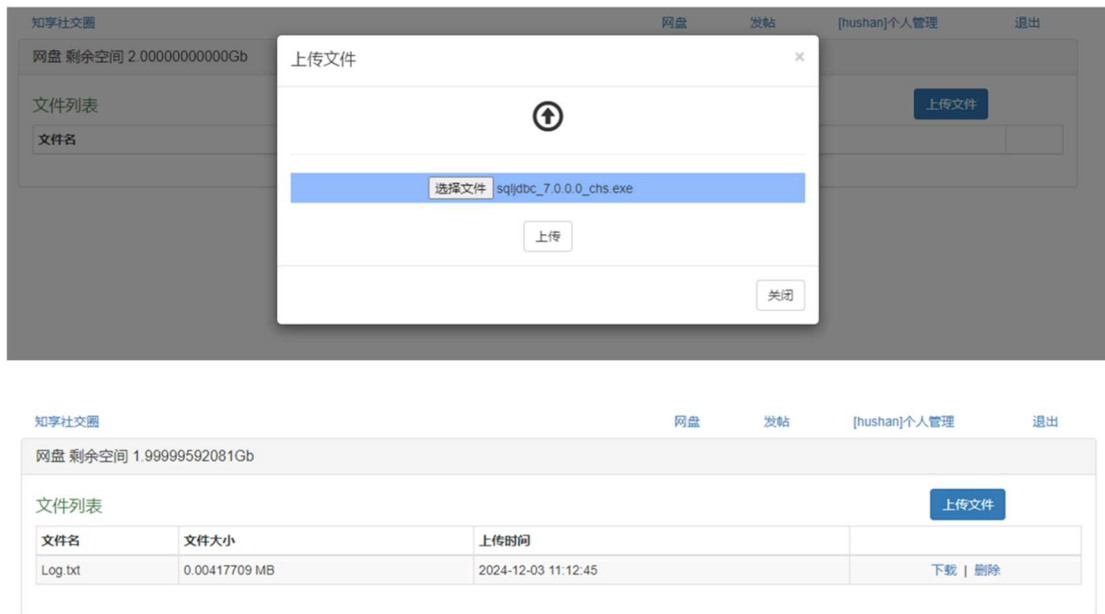 知享社交圈 网盘 发帖 [hushan]个人管理 退出
网盘 剩余空间 2.00000000000Gb
上传文件 ×
文件列表 上传文件
文件名
选择文件 sqljdbc_7.0.0.0_chs.exe
上传
关闭
知享社交圈 网盘 发帖 [hushan]个人管理 退出
网盘 剩余空间 1.99999592081Gb
文件列表 上传文件
文件名 文件大小 上传时间
Log.txt 0.00417709 MB 2024-12-03 11:12:45 下载 | 删除